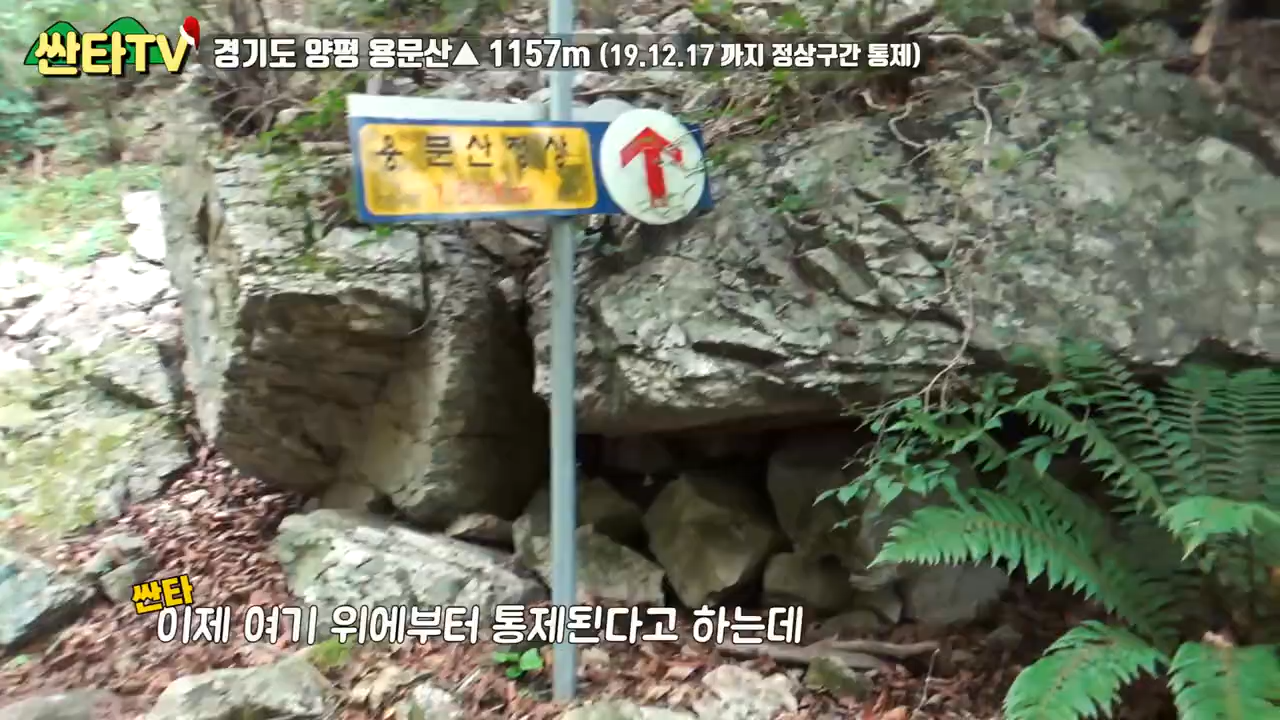 싼타TV
경기도 양평 용문산▲ 1157m (19.12.17 까지 정상구간 통제)
용문산정상
싼타
이제 여기 위에부터 통제된다고 하는데